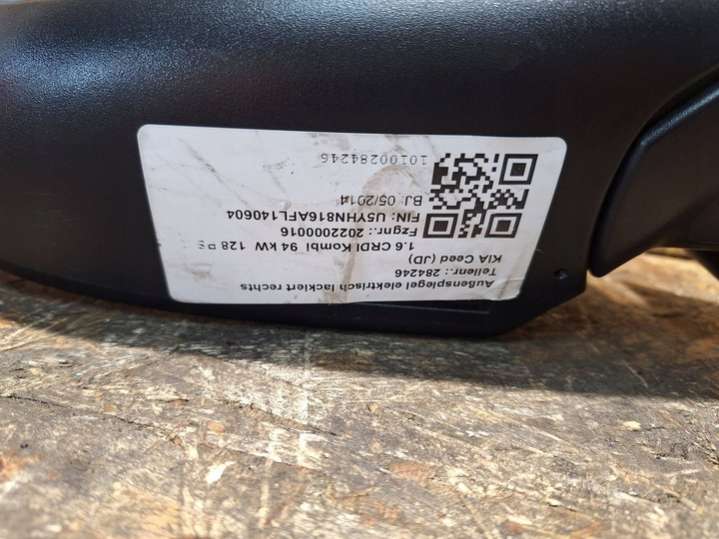 Außenspiegel elektrisch lackiert rechts
Teilenr.: 284246
KIA Ceed (JD)
1.6 CRDI Kombi 94 kW 128 PS
Fzgnr.: 2022000016
FIN: U5YHN816AFL140604
BJ: 05/2014
10100284246